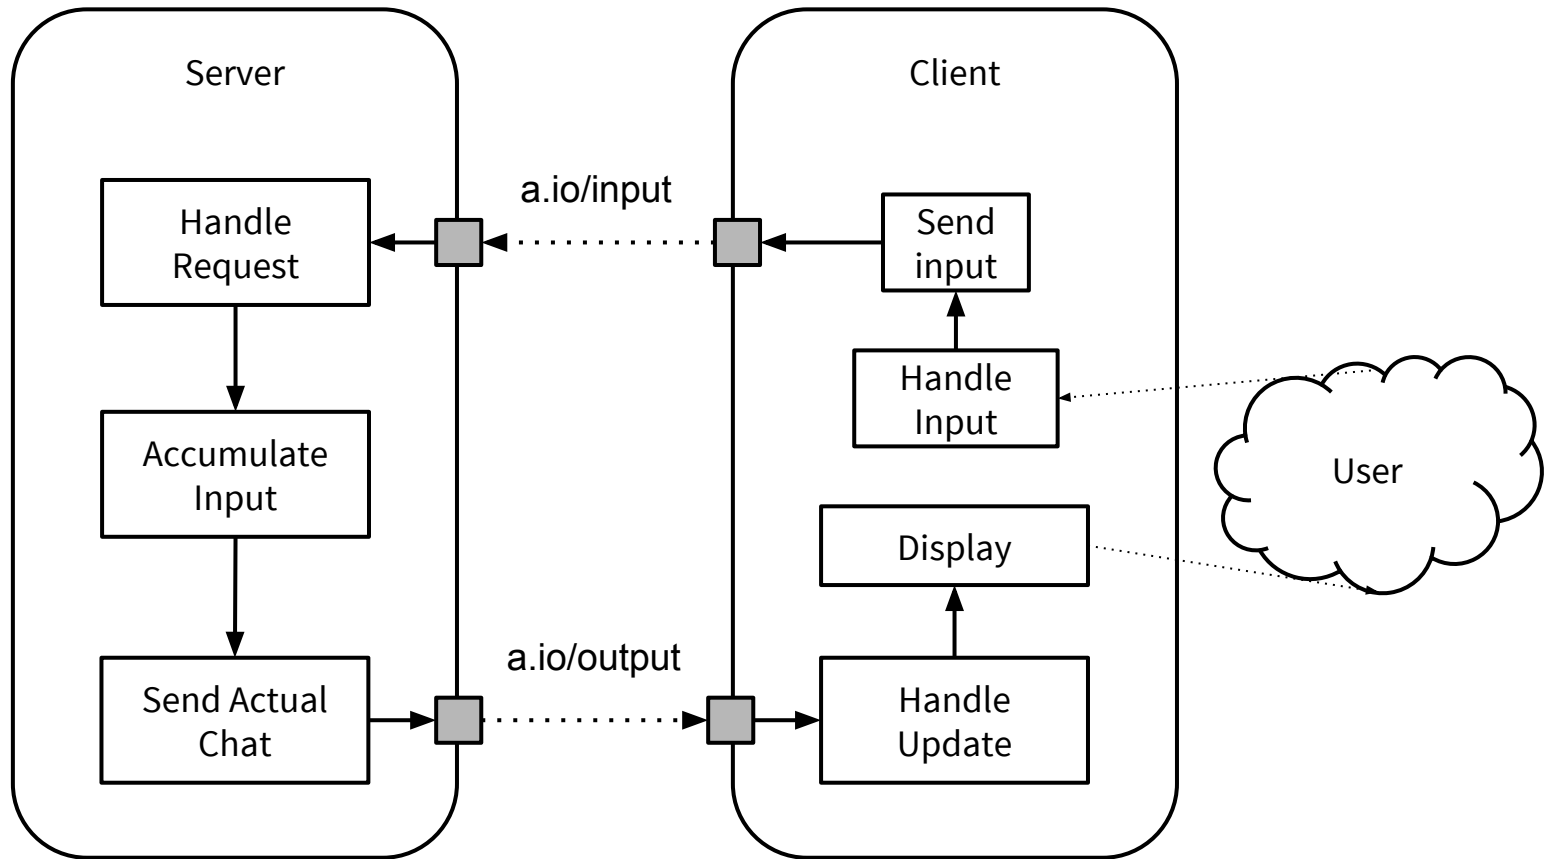 Server
Client
a.io/input
Handle
Request
Send
input
Handle
Input
Accumulate
Input
User
Display
a.io/output
Send Actual
Chat
Handle
Update